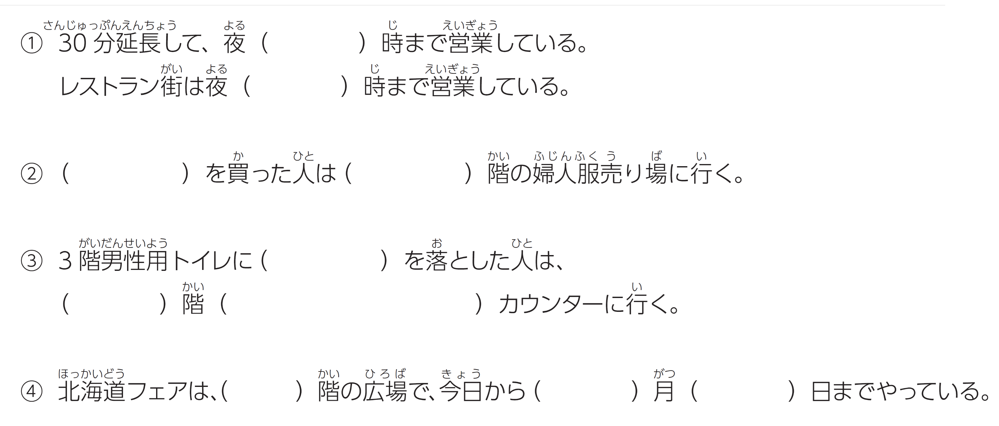 さんじゅっぷんえんちょう よる じ えいぎょう
① 30分延長して、夜（　　　　）時まで営業している。
がい よる じ えいぎょう
レストラン街は夜（　　　　）時まで営業している。
か ひと かい ふじんふくう ば い
②（　　　　　）を買った人は（　　　　　）階の婦人服売り場に行く。
がいだんせいよう お ひと
③ 3階男性用トイレに（　　　　　）を落とした人は、
かい い
（　　　　）階（　　　　　　　　　　　）カウンターに行く。
ほっかいどう かい ひろば きょう がつ
④ 北海道フェアは、（　　　）階の広場で、今日から（　　　　）月（　　　　）日までやっている。